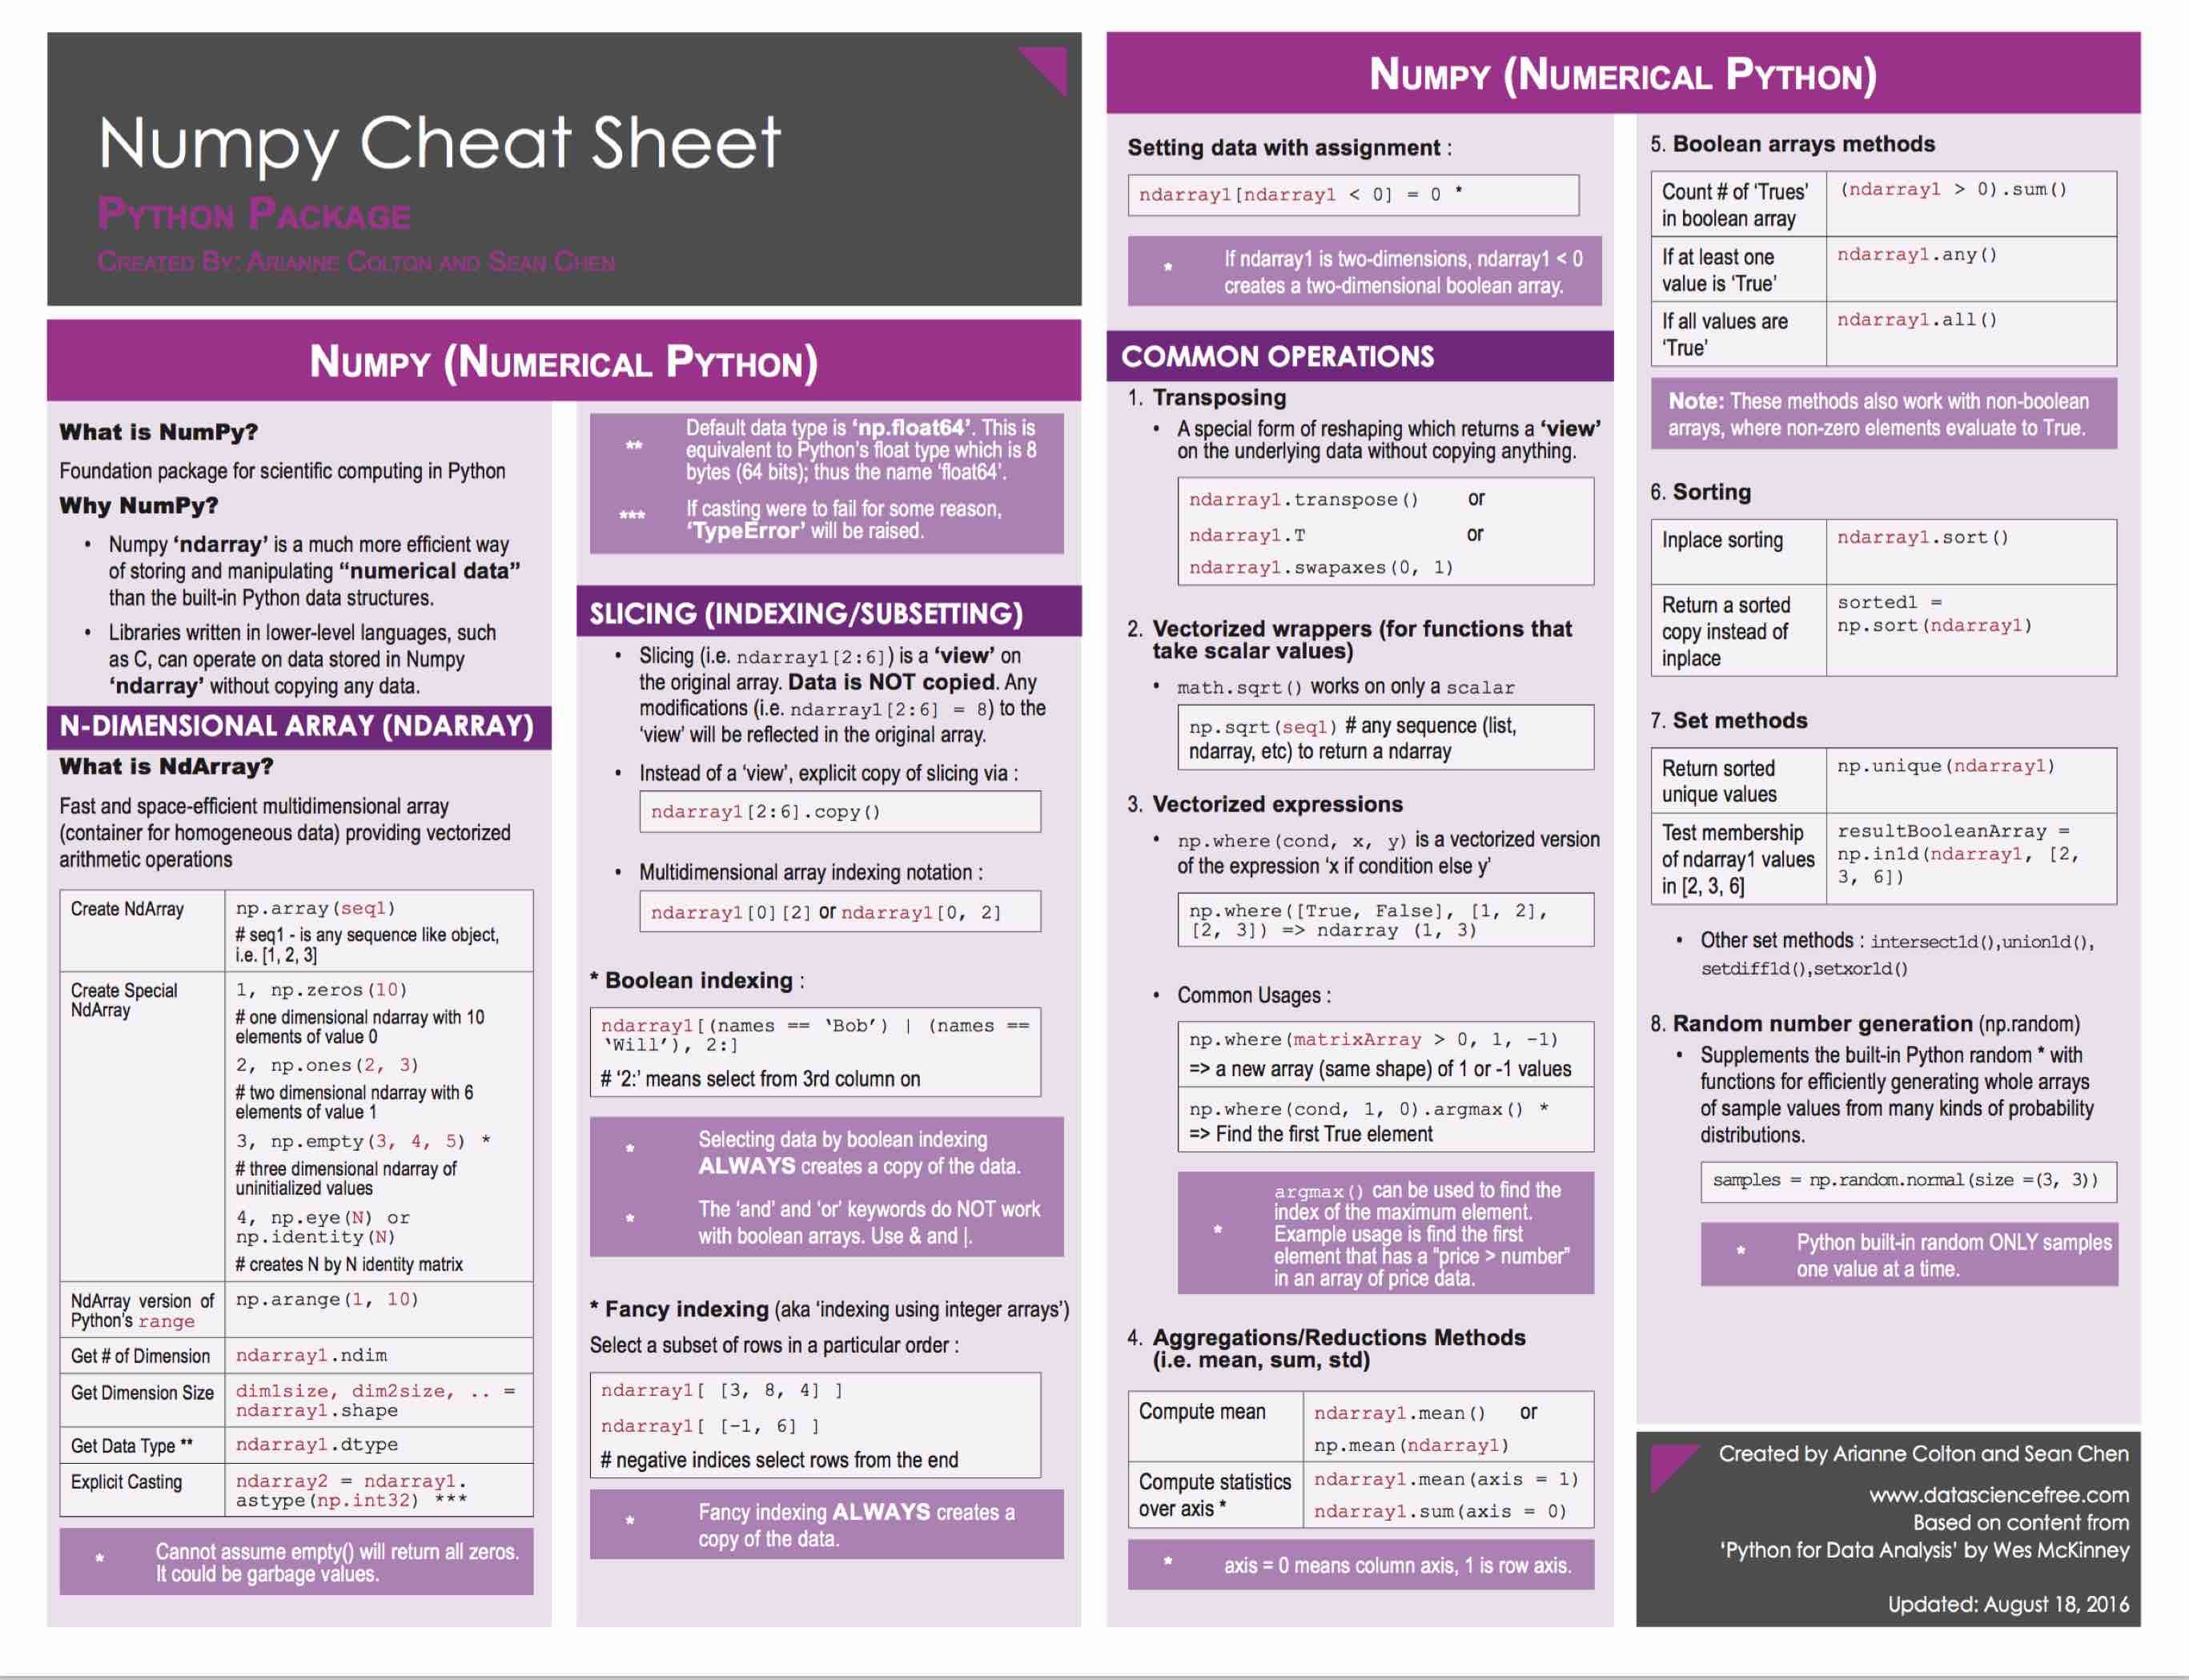 Numpy Cheat Sheet
Python Package
Created By: Arianne Colton and Sean Chen
Numpy (Numerical Python)
What is NumPy?
Foundation package for scientific computing in Python
Why NumPy?
• Numpy ‘ndarray’ is a much more efficient way
of storing and manipulating “numerical data”
than the built-in Python data structures.
• Libraries written in lower-level languages, such
as C, can operate on data stored in Numpy
‘ndarray’ without copying any data.
N-DIMENSIONAL ARRAY (NDARRAY)
What is NdArray?
Fast and space-efficient multidimensional array
(container for homogeneous data) providing vectorized
arithmetic operations
Create NdArray
np.array(seq1)
# seq1 - is any sequence like object,
i.e. [1, 2, 3]
Create Special
NdArray
1, np.zeros(10)
# one dimensional ndarray with 10
elements of value 0
2, np.ones(2, 3)
# two dimensional ndarray with 6
elements of value 1
3, np.empty(3, 4, 5) *
# three dimensional ndarray of
uninitialized values
4, np.eye(N) or
np.identity(N)
# creates N by N identity matrix
NdArray version of
Python’s range
np.arange(1, 10)
Get # of Dimension
ndarray1.ndim
Get Dimension Size
dim1size, dim2size, .. =
ndarray1.shape
Get Data Type **
ndarray1.dtype
Explicit Casting
ndarray2 = ndarray1.
astype(np.int32) ***
* Cannot assume empty() will return all zeros.
It could be garbage values.
** Default data type is ‘np.float64’. This is
equivalent to Python’s float type which is 8
bytes (64 bits); thus the name ‘float64’.
*** If casting were to fail for some reason,
‘TypeError’ will be raised.
SLICING (INDEXING/SUBSETTING)
• Slicing (i.e. ndarray1[2:6]) is a ‘view’ on
the original array. Data is NOT copied. Any
modifications (i.e. ndarray1[2:6] = 8) to the
‘view’ will be reflected in the original array.
• Instead of a ‘view’, explicit copy of slicing via :
ndarray1[2:6].copy()
• Multidimensional array indexing notation :
ndarray1[0][2] or ndarray1[0, 2]
* Boolean indexing :
ndarray1[(names == ‘Bob’) | (names ==
‘Will’), 2:]
# ‘2:’ means select from 3rd column on
* Selecting data by boolean indexing
ALWAYS creates a copy of the data.
* The ‘and’ and ‘or’ keywords do NOT work
with boolean arrays. Use & and |.
* Fancy indexing (aka ‘indexing using integer arrays’)
Select a subset of rows in a particular order :
ndarray1[ [3, 8, 4] ]
ndarray1[ [-1, 6] ]
# negative indices select rows from the end
* Fancy indexing ALWAYS creates a
copy of the data.
Numpy (Numerical Python)
Setting data with assignment :
ndarray1[ndarray1 < 0] = 0 *
* If ndarray1 is two-dimensions, ndarray1 < 0
creates a two-dimensional boolean array.
COMMON OPERATIONS
1. Transposing
• A special form of reshaping which returns a ‘view’
on the underlying data without copying anything.
ndarray1.transpose() or
ndarray1.T or
ndarray1.swapaxes(0, 1)
2. Vectorized wrappers (for functions that
take scalar values)
• math.sqrt() works on only a scalar
np.sqrt(seq1) # any sequence (list,
ndarray, etc) to return a ndarray
3. Vectorized expressions
• np.where(cond, x, y) is a vectorized version
of the expression ‘x if condition else y’
np.where([True, False], [1, 2],
[2, 3]) => ndarray (1, 3)
• Common Usages :
np.where(matrixArray > 0, 1, -1)
=> a new array (same shape) of 1 or -1 values
np.where(cond, 1, 0).argmax() *
=> Find the first True element
* argmax() can be used to find the
index of the maximum element.
Example usage is find the first
element that has a “price > number”
in an array of price data.
4. Aggregations/Reductions Methods
(i.e. mean, sum, std)
Compute mean
ndarray1.mean() or
np.mean(ndarray1)
Compute statistics
over axis *
ndarray1.mean(axis = 1)
ndarray1.sum(axis = 0)
* axis = 0 means column axis, 1 is row axis.
5. Boolean arrays methods
Count # of ‘Trues’
in boolean array
(ndarray1 > 0).sum()
If at least one
value is ‘True’
ndarray1.any()
If all values are
‘True’
ndarray1.all()
Note: These methods also work with non-boolean
arrays, where non-zero elements evaluate to True.
6. Sorting
Inplace sorting
ndarray1.sort()
Return a sorted
copy instead of
inplace
sorted1 =
np.sort(ndarray1)
7. Set methods
Return sorted
unique values
np.unique(ndarray1)
Test membership
of ndarray1 values
in [2, 3, 6]
resultBooleanArray =
np.in1d(ndarray1, [2,
3, 6])
• Other set methods : intersect1d(),union1d(),
setdiff1d(),setxor1d()
8. Random number generation (np.random)
• Supplements the built-in Python random * with
functions for efficiently generating whole arrays
of sample values from many kinds of probability
distributions.
samples = np.random.normal(size =(3, 3))
* Python built-in random ONLY samples
one value at a time.
Created by Arianne Colton and Sean Chen
www.datasciencefree.com
Based on content from
‘Python for Data Analysis’ by Wes McKinney
Updated: August 18, 2016